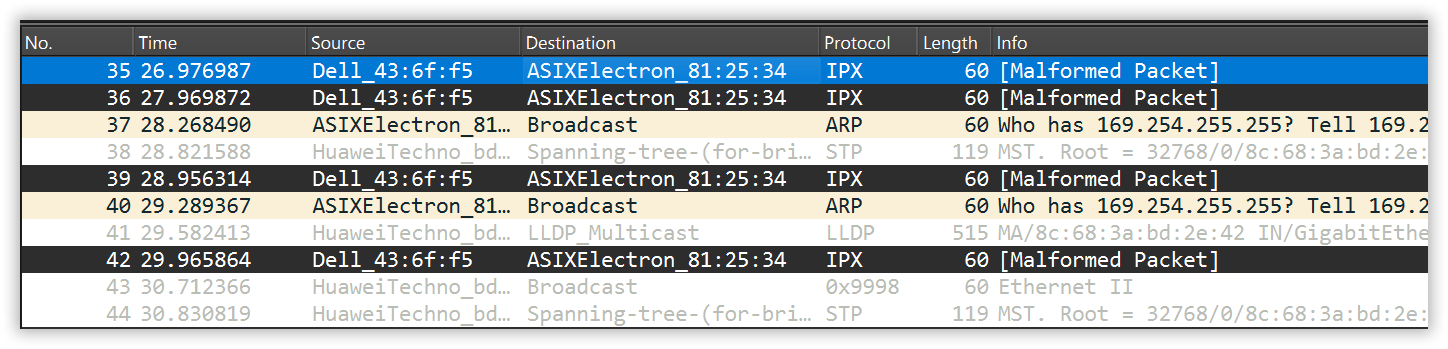 No. Time Source Destination Protocol Length Info
35 26.976987 Dell_43:6f:f5 ASIXElectron_81:25:34 IPX 60 [Malformed Packet]
36 27.969872 Dell_43:6f:f5 ASIXElectron_81:25:34 IPX 60 [Malformed Packet]
37 28.268490 ASIXElectron_81… Broadcast ARP 60 Who has 169.254.255.255? Tell 169.2
38 28.821588 HuaweiTechno_bd… Spanning-tree-(for-bri… STP 119 MST. Root = 32768/0/8c:68:3a:bd:2e:
39 28.956314 Dell_43:6f:f5 ASIXElectron_81:25:34 IPX 60 [Malformed Packet]
40 29.289367 ASIXElectron_81… Broadcast ARP 60 Who has 169.254.255.255? Tell 169.2
41 29.582413 HuaweiTechno_bd… LLDP_Multicast LLDP 515 MA/8c:68:3a:bd:2e:42 IN/GigabitEthe
42 29.965864 Dell_43:6f:f5 ASIXElectron_81:25:34 IPX 60 [Malformed Packet]
43 30.712366 HuaweiTechno_bd… Broadcast 0x9998 60 Ethernet II
44 30.830819 HuaweiTechno_bd… Spanning-tree-(for-bri… STP 119 MST. Root = 32768/0/8c:68:3a:bd:2e: